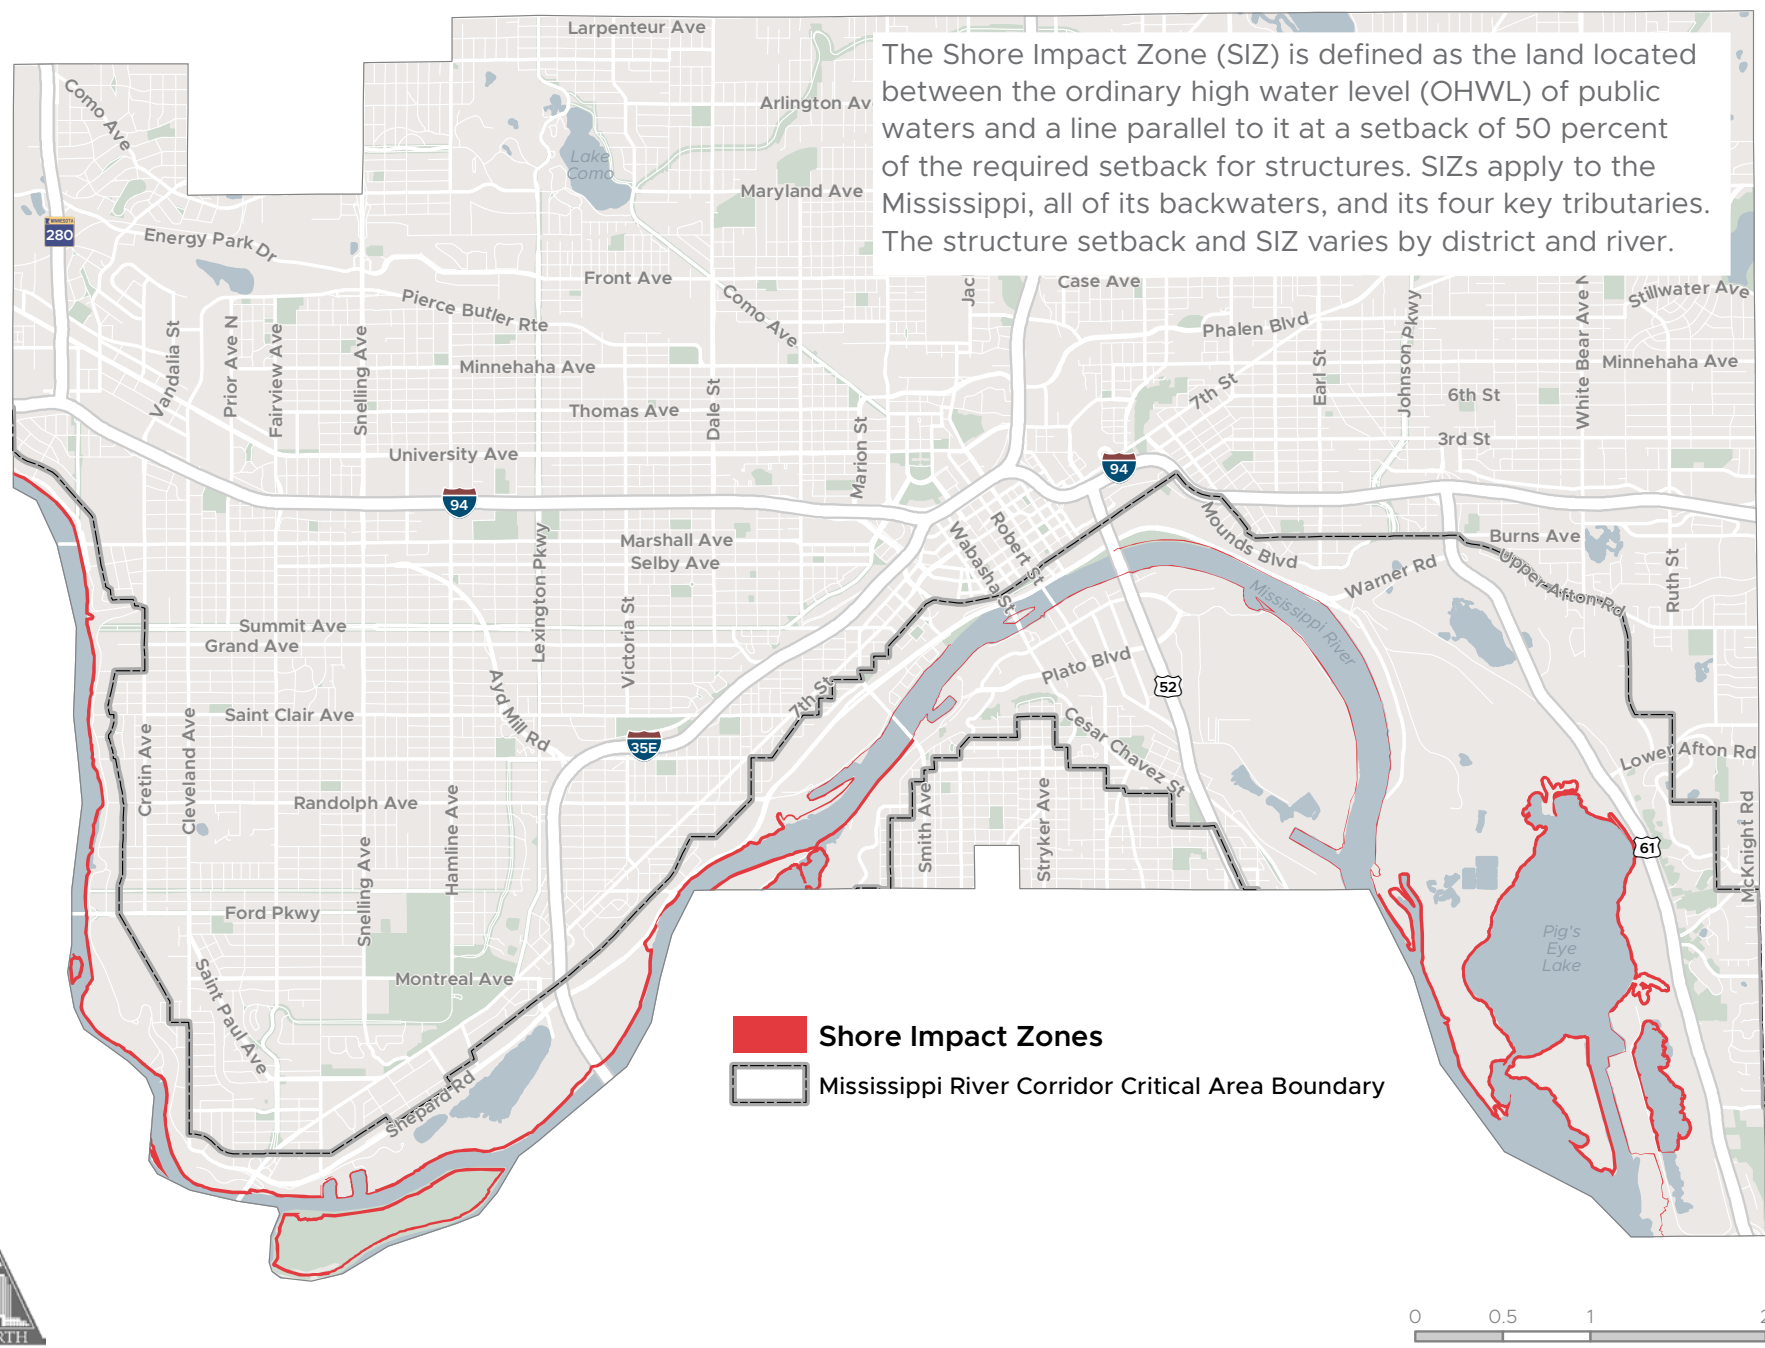 Larpenteur Ave
The Shore Impact Zone (SIZ) is defined as the land located
between the ordinary high water level (OHWL) of public
waters and a line parallel to it at a setback of 50 percent
of the required setback for structures. SIZs apply to the
Mississippi, all of its backwaters, and its four key tributaries.
The structure setback and SIZ varies by district and river.
Como Ave
Arlington Av
Lake
Como
Maryland Ave
MINNESOTA
280
Energy Park Dr
Front Ave
Jac
Case Ave
Pierce Butler Rte
Como Ave
Phalen Blvd
Stillwater Ave
Vandalia St
Prior Ave N
Fairview Ave
Snelling Ave
Minnehaha Ave
Dale St
Earl St
Johnson Pkwy
White Bear Ave N
Minnehaha Ave
7th St
6th St
Thomas Ave
Marion St
3rd St
University Ave
94
94
Robert St
Wabasha St
Mounds Blvd
Marshall Ave
Selby Ave
Lexington Pkwy
Burns Ave
Upper Afton Rd
Warner Rd
Ruth St
Mississippi River
Victoria St
Summit Ave
Grand Ave
Plato Blvd
52
Ayd Mill Rd
7th St
Saint Clair Ave
Cesar Chavez St
35E
Cretin Ave
Cleveland Ave
Lower Afton Rd
Randolph Ave
Hamline Ave
Smith Ave
Stryker Ave
61
McKnight Rd
Snelling Ave
Ford Pkwy
Pig's
Eye
Lake
Saint Paul Ave
Montreal Ave
Shepard Rd
Shore Impact Zones
Mississippi River Corridor Critical Area Boundary
RTH
0 0.5 1 2